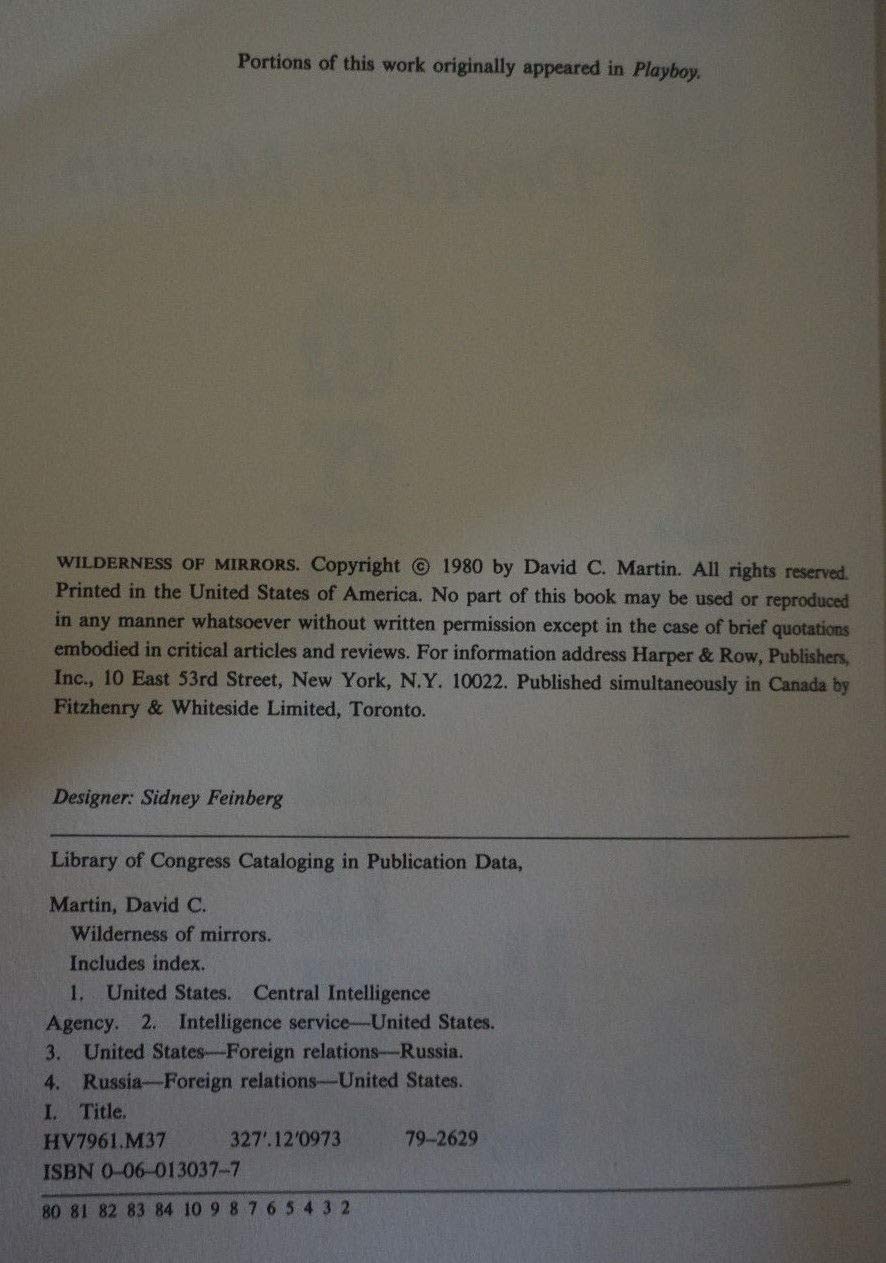 Portions of this work originally appeared in Playboy.
WILDERNESS OF MIRRORS. Copyright © 1980 by David C. Martin. All rights reserved.
Printed in the United States of America. No part of this book may be used or reproduced
in any manner whatsoever without written permission except in the case of brief quotations
embodied in critical articles and reviews. For information address Harper & Row, Publishers,
Inc., 10 East 53rd Street, New York, N.Y. 10022. Published simultaneously in Canada by
Fitzhenry & Whiteside Limited, Toronto.
Designer: Sidney Feinberg
Library of Congress Cataloging in Publication Data,
Martin, David C.
Wilderness of mirrors.
Includes index.
1. United States. Central Intelligence
Agency. 2. Intelligence service—United States.
3. United States—Foreign relations—Russia.
4. Russia—Foreign relations—United States.
I. Title.
HV7961.M37 327'.12'0973 79–2629
ISBN 0–06–013037–7
80 81 82 83 84 10 9 8 7 6 5 4 3 2